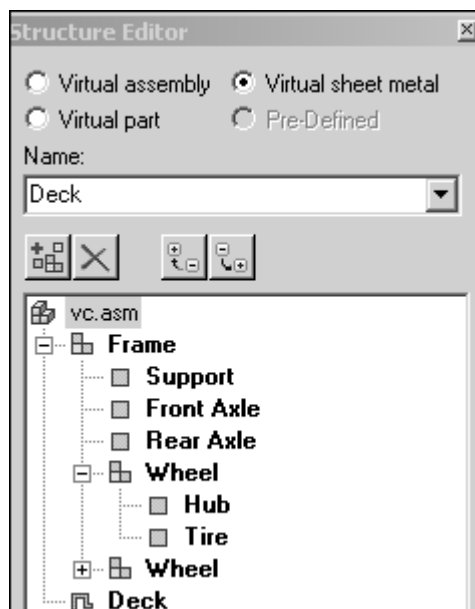 Structure Editor
Virtual assembly Virtual sheet metal
Virtual part Pre-Defined
Name:
Deck
vc.asm
Frame
Support
Front Axle
Rear Axle
Wheel
Hub
Tire
Wheel
Deck